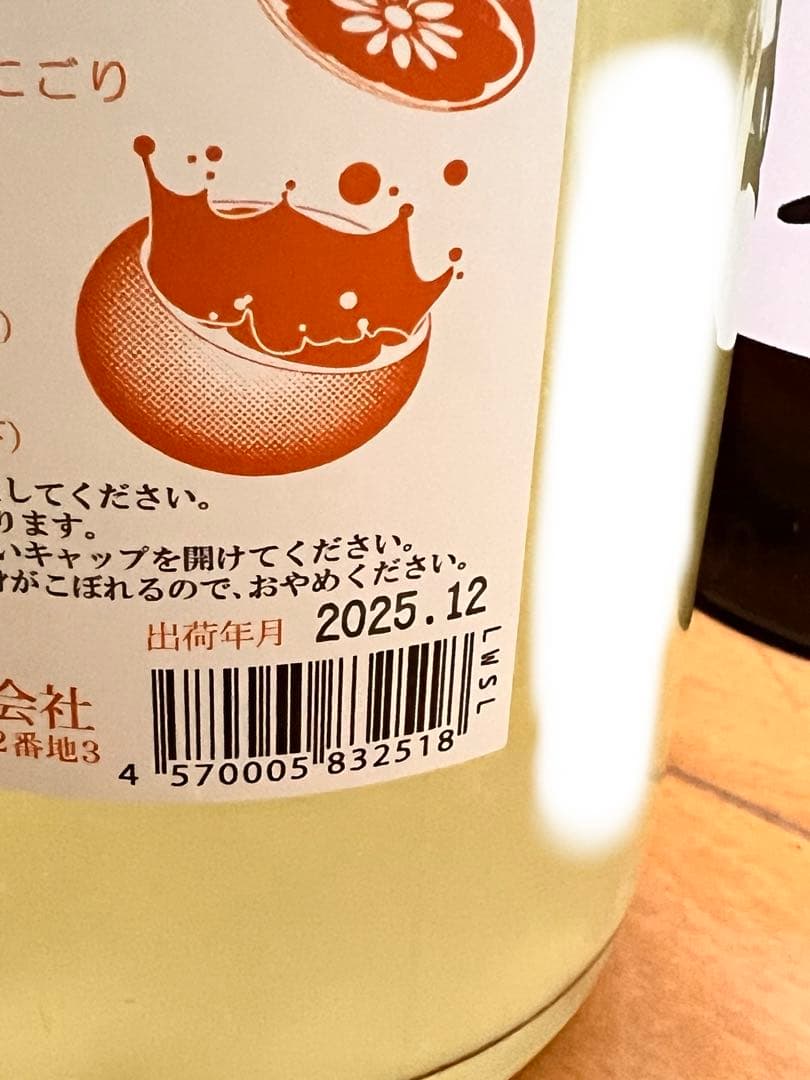 にごり
)
下)
してください。
ります。
いキャップを開けてください。
がこぼれるので、おやめください。
出荷年月 2025.12
LWSL
会社
2番地3
4 570005 832518